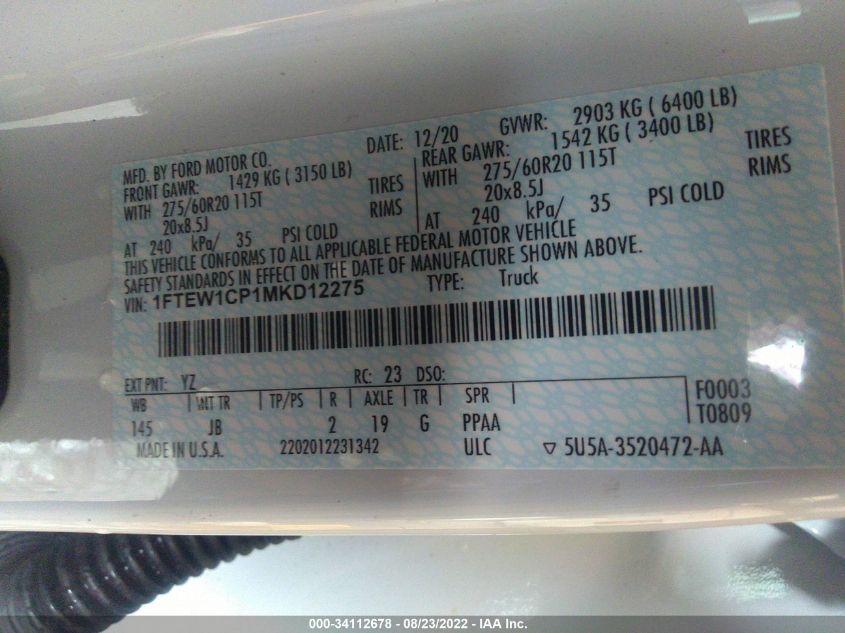 MFD. BY FORD MOTOR CO.
DATE: 12/20 GVWR: 2903 KG ( 6400 LB)
FRONT GAWR: 1429 KG ( 3150 LB)
REAR GAWR: 1542 KG ( 3400 LB)
WITH 275/60R20 115T TIRES
WITH 275/60R20 115T TIRES
20x8.5J RIMS
20x8.5J RIMS
AT 240 kPa/ 35 PSI COLD
AT 240 kPa/ 35 PSI COLD
THIS VEHICLE CONFORMS TO ALL APPLICABLE FEDERAL MOTOR VEHICLE
SAFETY STANDARDS IN EFFECT ON THE DATE OF MANUFACTURE SHOWN ABOVE.
VIN: 1FTEW1CP1MKD12275 TYPE: Truck
EXT PNT: YZ RC: 23 DSO:
WB INT TR TP/PS R AXLE TR SPR F0003
145 JB 2 19 G PPAA T0809
MADE IN U.S.A. 2202012231342 ULC ▽ 5U5A-3520472-AA
000-34112678 - 08/23/2022 - IAA Inc.